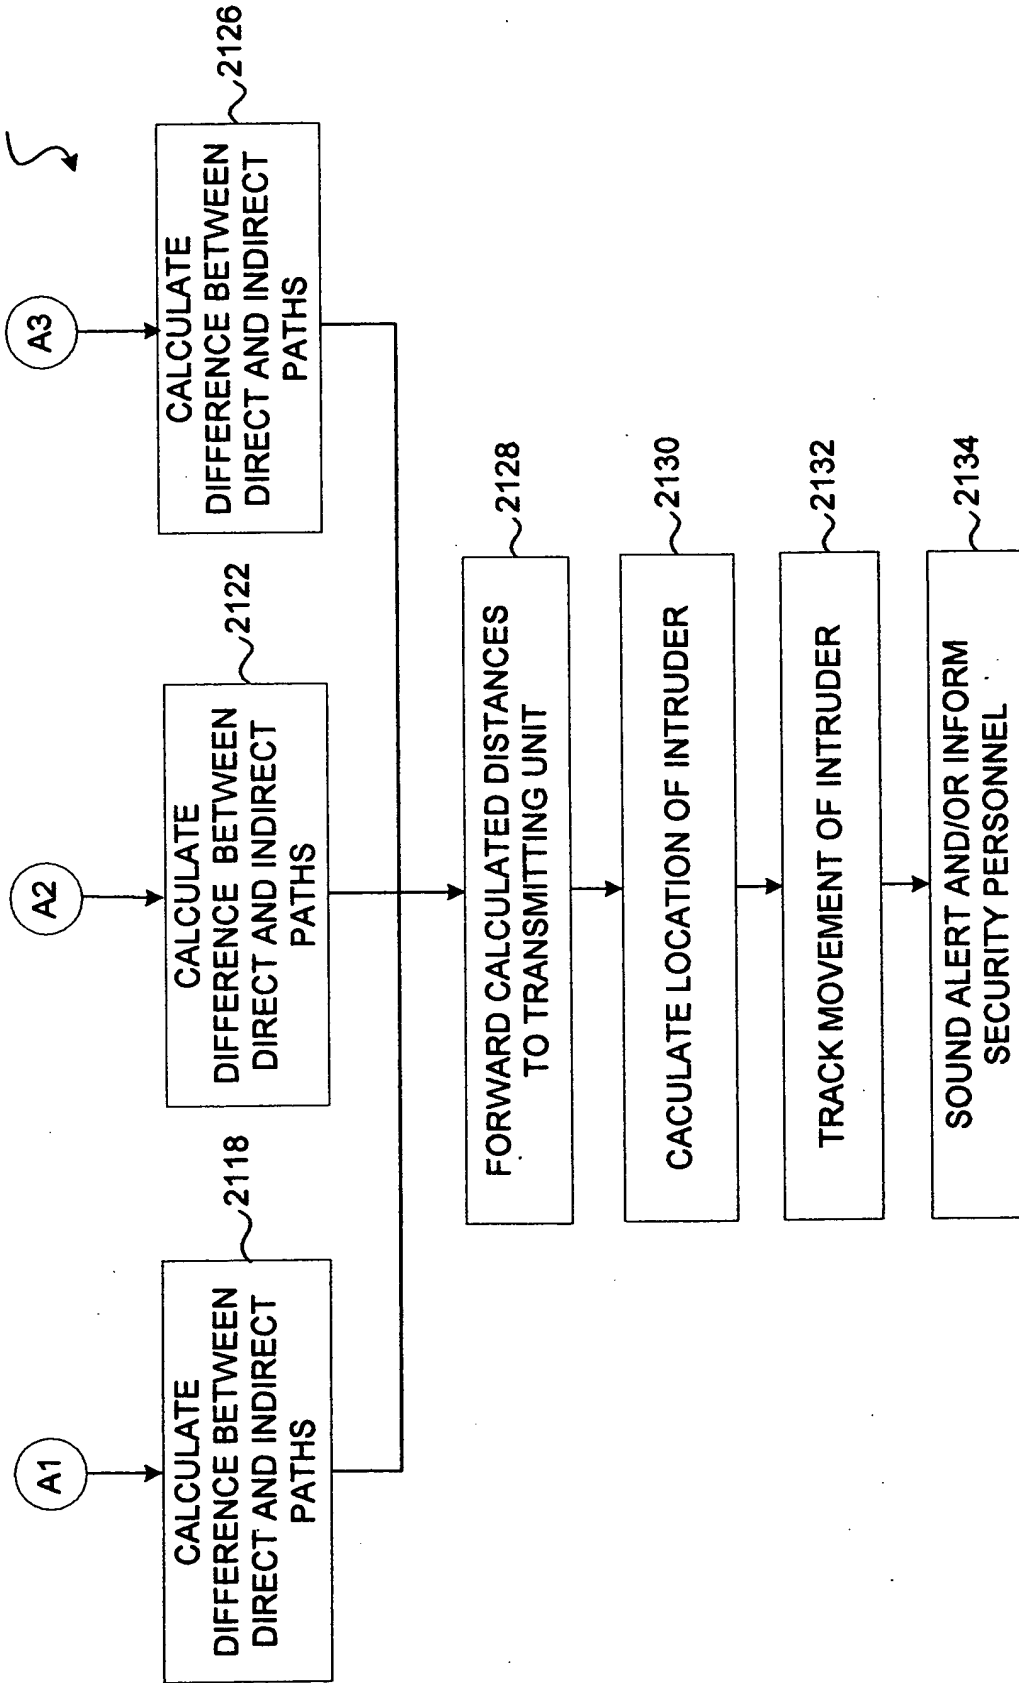 A1
CALCULATE
DIFFERENCE BETWEEN
DIRECT AND INDIRECT
PATHS
2118
A2
CALCULATE
DIFFERENCE BETWEEN
DIRECT AND INDIRECT
PATHS
2122
A3
CALCULATE
DIFFERENCE BETWEEN
DIRECT AND INDIRECT
PATHS
2126
FORWARD CALCULATED DISTANCES
TO TRANSMITTING UNIT
2128
CACULATE LOCATION OF INTRUDER
2130
TRACK MOVEMENT OF INTRUDER
2132
SOUND ALERT AND/OR INFORM
SECURITY PERSONNEL
2134